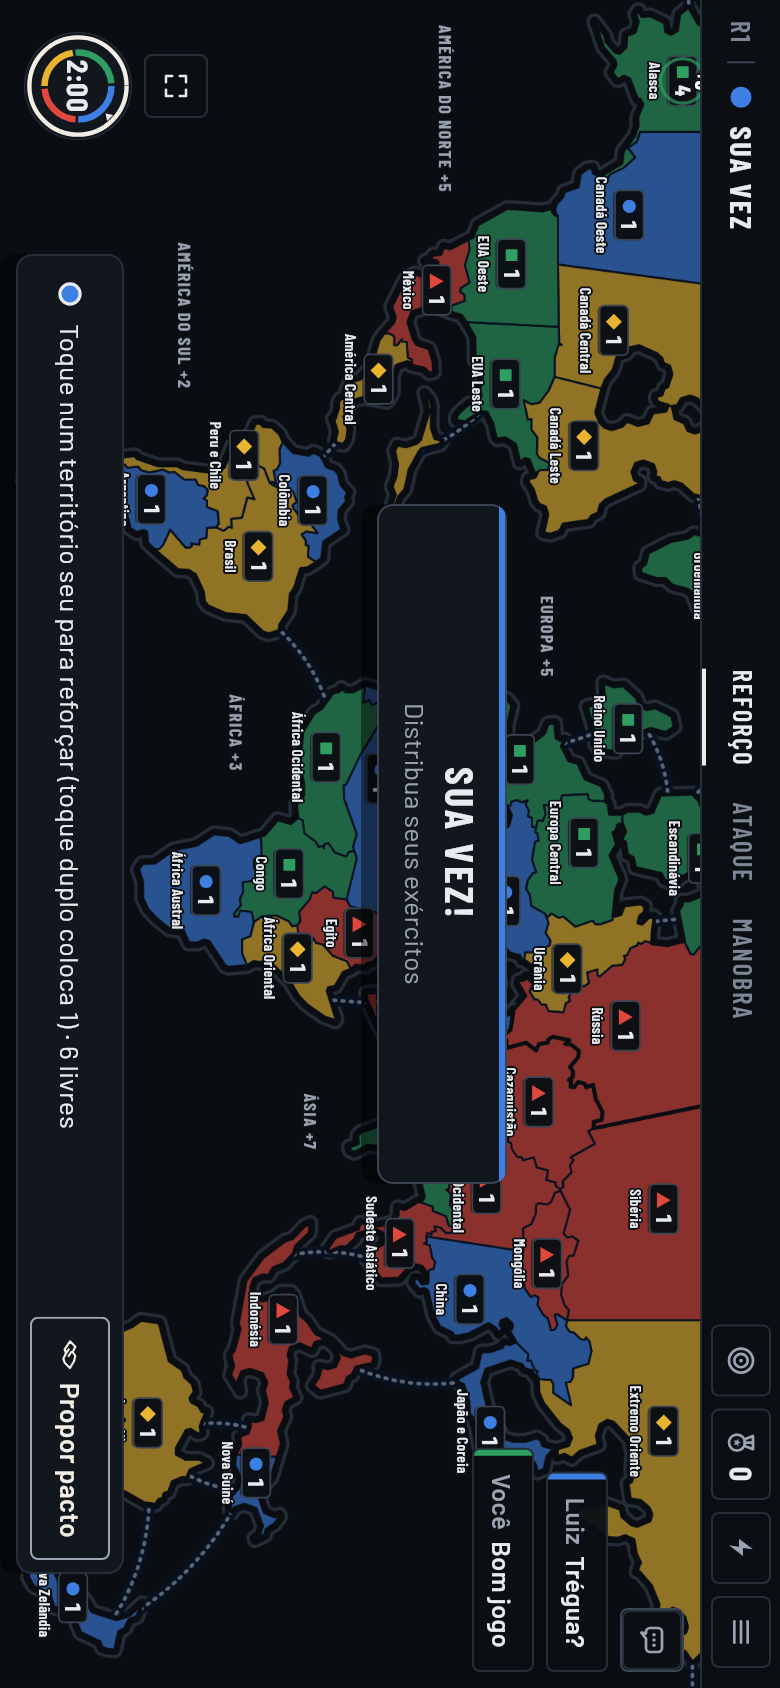 R1
SUA VEZ
REFORÇO
ATAQUE
MANOBRA
0
4
Alasca
1
Canadá Oeste
1
Canadá Central
1
Canadá Leste
1
EUA Oeste
1
EUA Leste
1
México
1
América Central
AMÉRICA DO NORTE +5
AMÉRICA DO SUL +2
1
Peru e Chile
1
Colômbia
1
Brasil
1
EUROPA +5
1
Reino Unido
Escandinávia
1
Europa Central
1
1
1
Ucrânia
1
Rússia
1
Cazaquistão
1
Sibéria
1
Mongólia
1
Extremo Oriente
1
China
1
Japão e Coreia
1
Sudeste Asiático
1
Indonésia
1
Nova Guiné
1
1
ÁSIA +7
ÁFRICA +3
1
África Ocidental
1
Congo
1
Egito
1
África Oriental
1
África Austral
SUA VEZ!
Distribua seus exércitos
Luiz Trégua?
Você Bom jogo
2:00
Toque num território seu para reforçar (toque duplo coloca 1) · 6 livres
Propor pacto